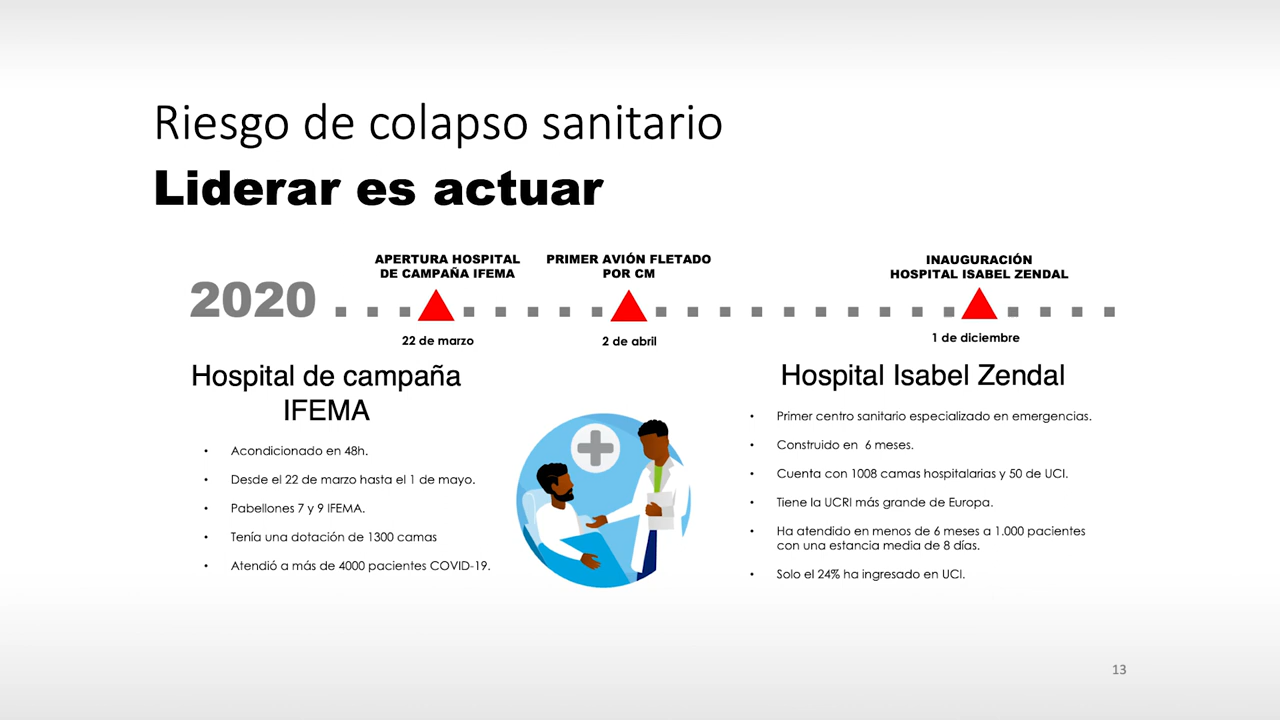 Riesgo de colapso sanitario
Liderar es actuar
2020
APERTURA HOSPITAL
DE CAMPAÑA IFEMA
22 de marzo
PRIMER AVIÓN FLETADO
POR CM
2 de abril
INAUGURACIÓN
HOSPITAL ISABEL ZENDAL
1 de diciembre
Hospital de campaña
IFEMA
• Acondicionado en 48h.
• Desde el 22 de marzo hasta el 1 de mayo.
• Pabellones 7 y 9 IFEMA.
• Tenía una dotación de 1300 camas
• Atendió a más de 4000 pacientes COVID-19.
Hospital Isabel Zendal
• Primer centro sanitario especializado en emergencias.
• Construido en 6 meses.
• Cuenta con 1008 camas hospitalarias y 50 de UCI.
• Tiene la UCRI más grande de Europa.
• Ha atendido en menos de 6 meses a 1.000 pacientes
con una estancia media de 8 días.
• Solo el 24% ha ingresado en UCI.
13